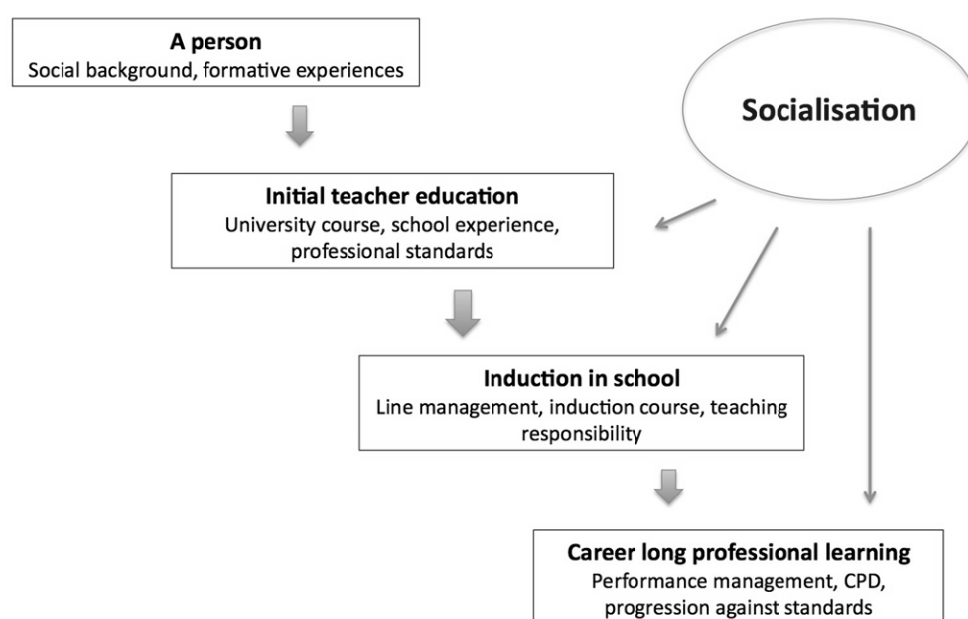 A person
Social background, formative experiences
Socialisation
Initial teacher education
University course, school experience,
professional standards
Induction in school
Line management, induction course, teaching
responsibility
Career long professional learning
Performance management, CPD,
progression against standards